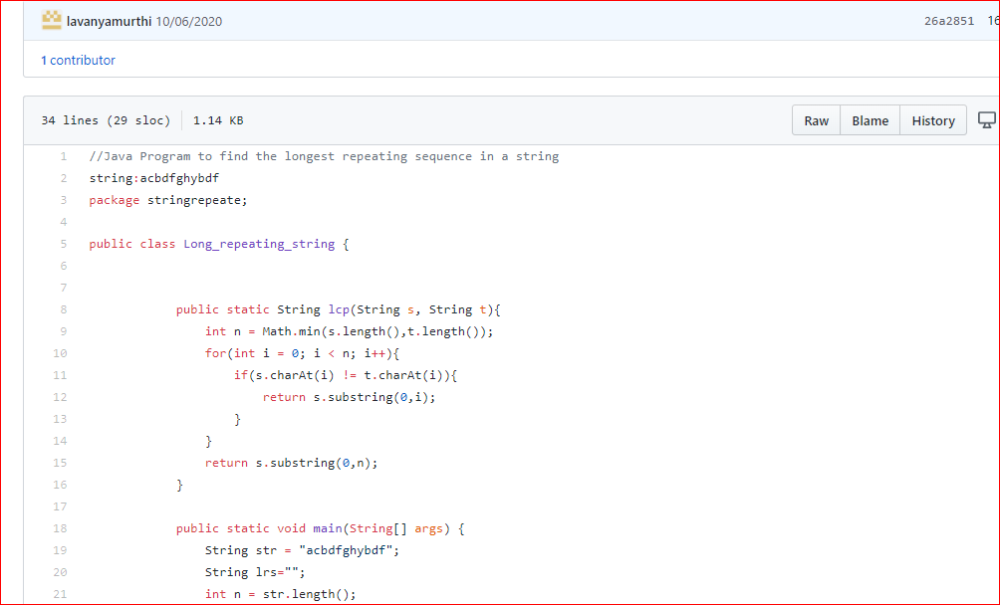 lavanyamurthi 10/06/2020 26a2851
1 contributor
34 lines (29 sloc) 1.14 KB Raw Blame History
1 //Java Program to find the longest repeating sequence in a string
2 string:acbdfghybdf
3 package stringrepeate;
4
5 public class Long_repeating_string {
6
7
8 public static String lcp(String s, String t){
9 int n = Math.min(s.length(),t.length());
10 for(int i = 0; i < n; i++){
11 if(s.charAt(i) != t.charAt(i)){
12 return s.substring(0,i);
13 }
14 }
15 return s.substring(0,n);
16 }
17
18 public static void main(String[] args) {
19 String str = "acbdfghybdf";
20 String lrs="";
21 int n = str.length();